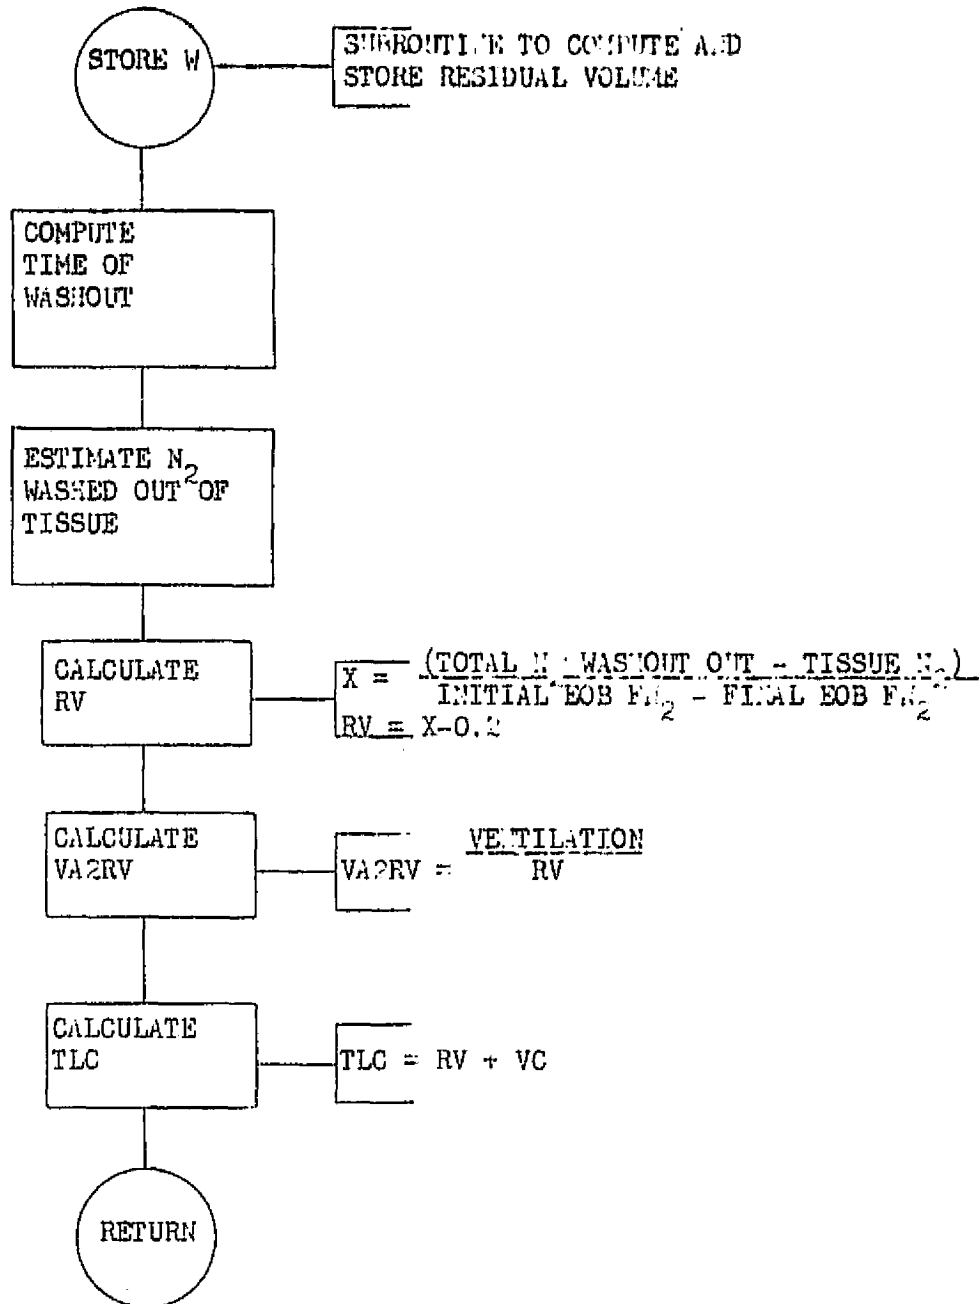 STORE W
SUBROUTINE TO COMPUTE AND
STORE RESIDUAL VOLUME
COMPUTE
TIME OF
WASHOUT
ESTIMATE N2
WASHED OUT OF
TISSUE
CALCULATE
RV
X = (TOTAL N2 WASHOUT OUT - TISSUE N2)
INITIAL EOB FN2 - FINAL EOB FN2
RV = X-0.2
CALCULATE
VA2RV
VA2RV = VENTILATION
RV
CALCULATE
TLC
TLC = RV + VC
RETURN